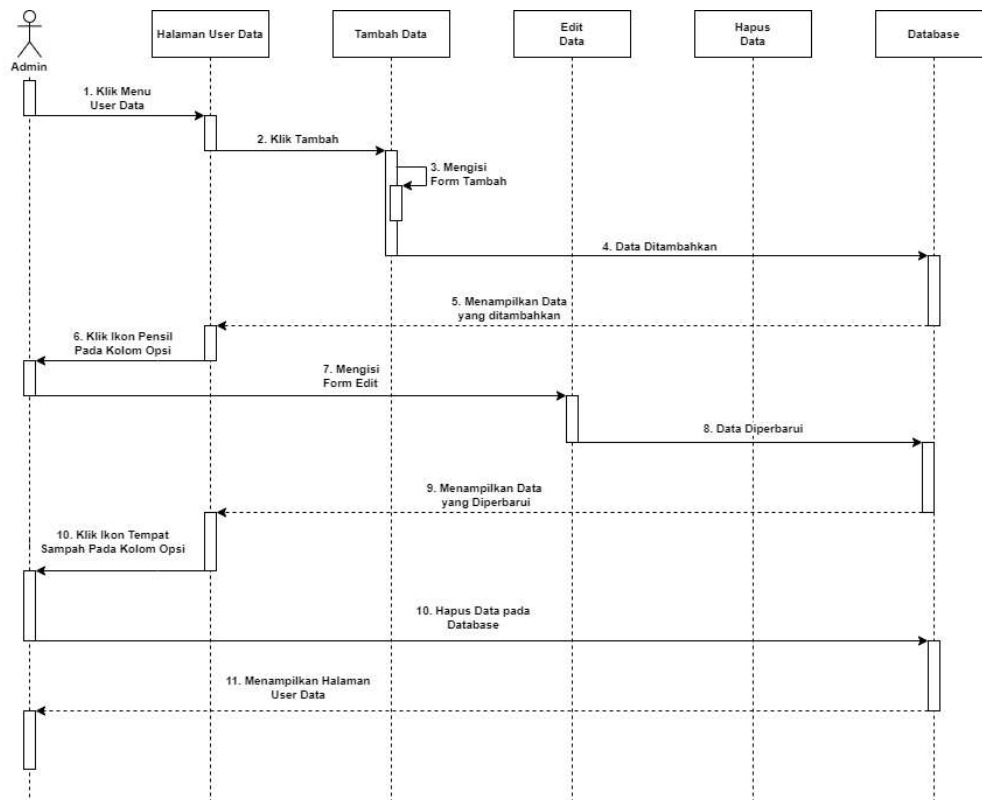 Admin
Halaman User Data
Tambah Data
Edit
Data
Hapus
Data
Database
1. Klik Menu
User Data
2. Klik Tambah
3. Mengisi
Form Tambah
4. Data Ditambahkan
5. Menampilkan Data
yang ditambahkan
6. Klik Ikon Pensil
Pada Kolom Opsi
7. Mengisi
Form Edit
8. Data Diperbarui
9. Menampilkan Data
yang Diperbarui
10. Klik Ikon Tempat
Sampah Pada Kolom Opsi
10. Hapus Data pada
Database
11. Menampilkan Halaman
User Data